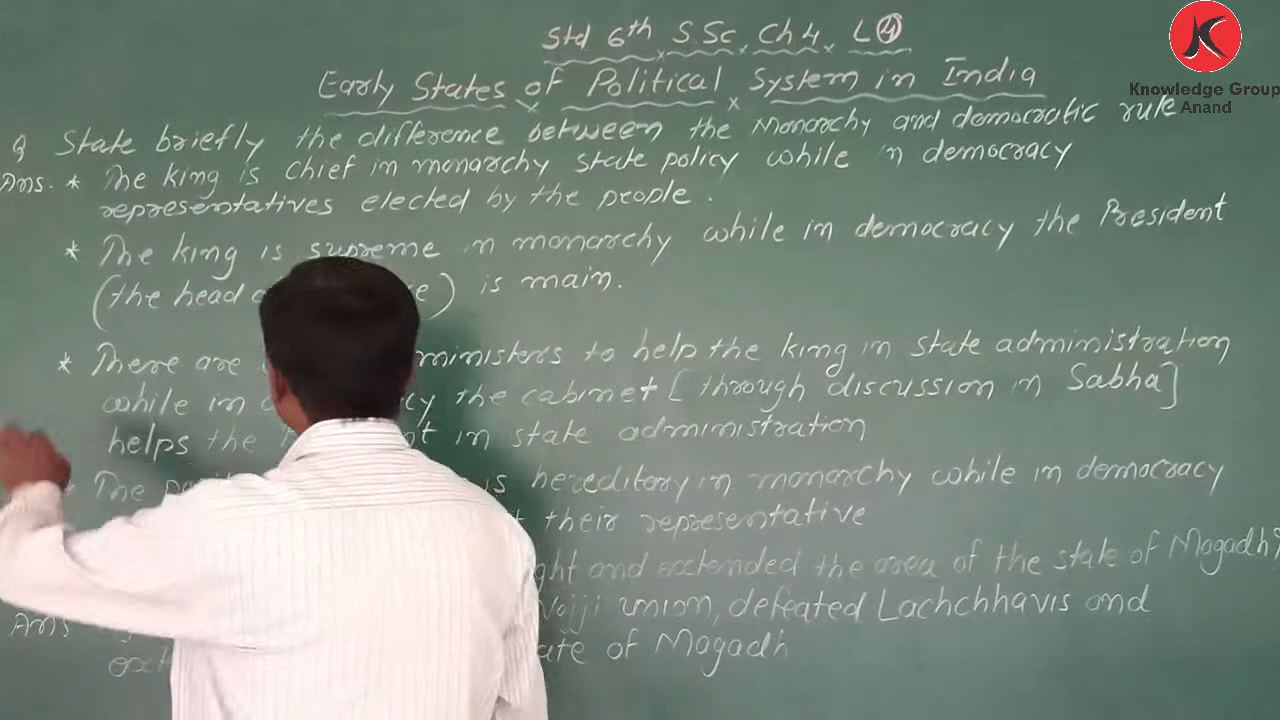 Std 6th S.Sc Ch 4 L 4
Knowledge Group
Anand
Early States of Political System in India
Q State briefly the difference between the Monarchy and democratic rule
Ans. * The king is chief in monarchy state policy while in democracy
representatives elected by the people.
* The king is supreme in monarchy while in democracy the President
(the head is main.
* There are ministers to help the king in state administration
while in the cabinet [through discussion in Sabha]
helps the in state administration
The is hereditory in monarchy while in democracy
their representative
and extended the area of the state of Magadh?
Ans Vajji union, defeated Lachchhavis and
of Magadh